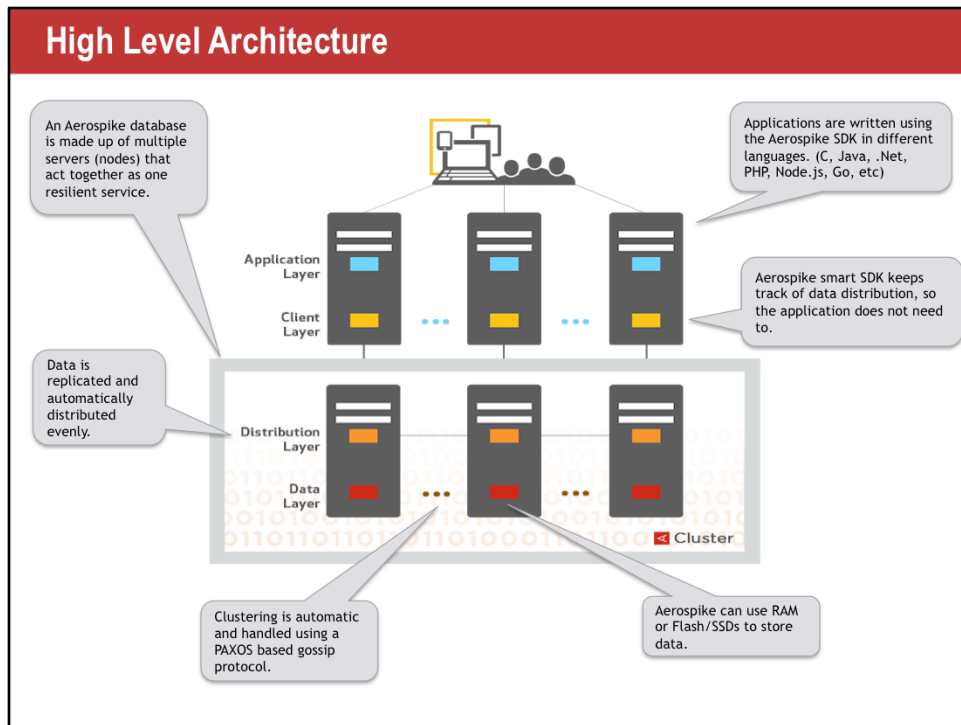 High Level Architecture
An Aerospike database
is made up of multiple
servers (nodes) that
act together as one
resilient service.
Applications are written using
the Aerospike SDK in different
languages. (C, Java, .Net,
PHP, Node.js, Go, etc)
Application
Layer
Client
Layer
Aerospike smart SDK keeps
track of data distribution, so
the application does not need
to.
Data is
replicated and
automatically
distributed
evenly.
Distribution
Layer
Data
Layer
Cluster
Clustering is automatic
and handled using a
PAXOS based gossip
protocol.
Aerospike can use RAM
or Flash/SSDs to store
data.